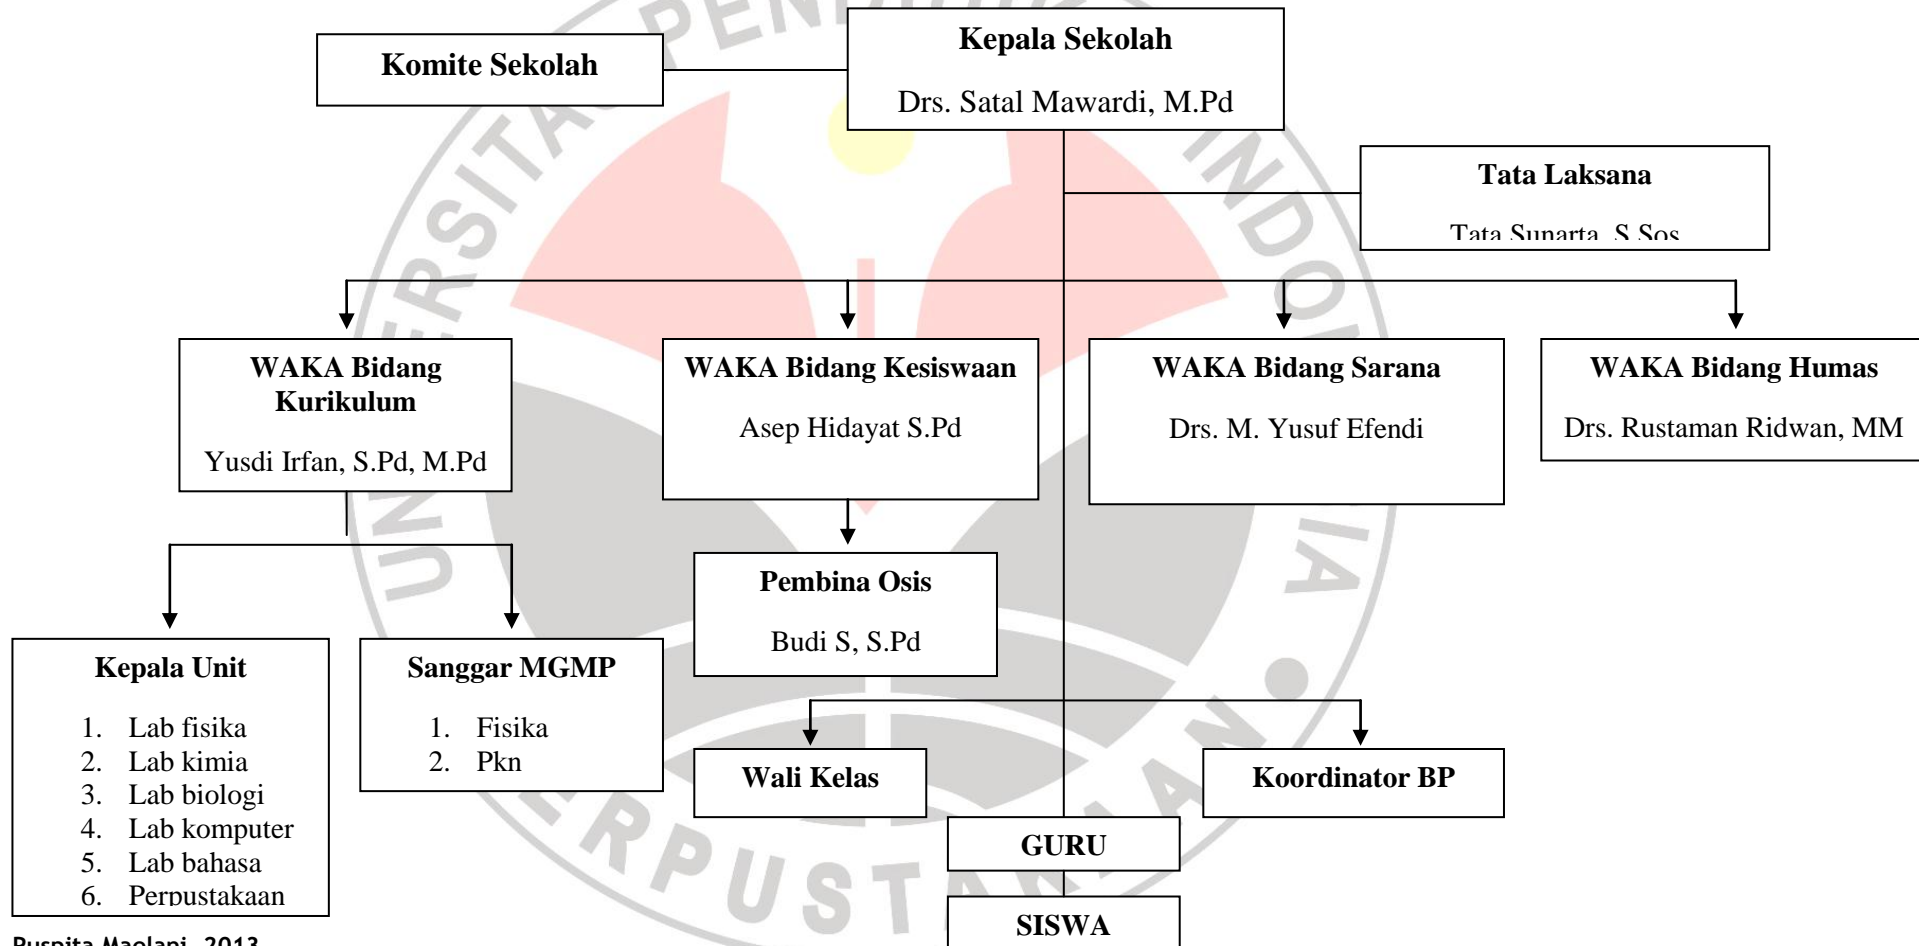 Komite Sekolah
Kepala Sekolah
Drs. Satal Mawardi, M.Pd
Tata Laksana
Tata Sunarta, S.Sos
WAKA Bidang
Kurikulum
Yusdi Irfan, S.Pd, M.Pd
WAKA Bidang Kesiswaan
Asep Hidayat S.Pd
WAKA Bidang Sarana
Drs. M. Yusuf Efendi
WAKA Bidang Humas
Drs. Rustaman Ridwan, MM
Pembina Osis
Budi S, S.Pd
Kepala Unit
1. Lab fisika
2. Lab kimia
3. Lab biologi
4. Lab komputer
5. Lab bahasa
6. Perpustakaan
Sanggar MGMP
1. Fisika
2. Pkn
Wali Kelas
Koordinator BP
GURU
SISWA
Puspita Maolani, 2013